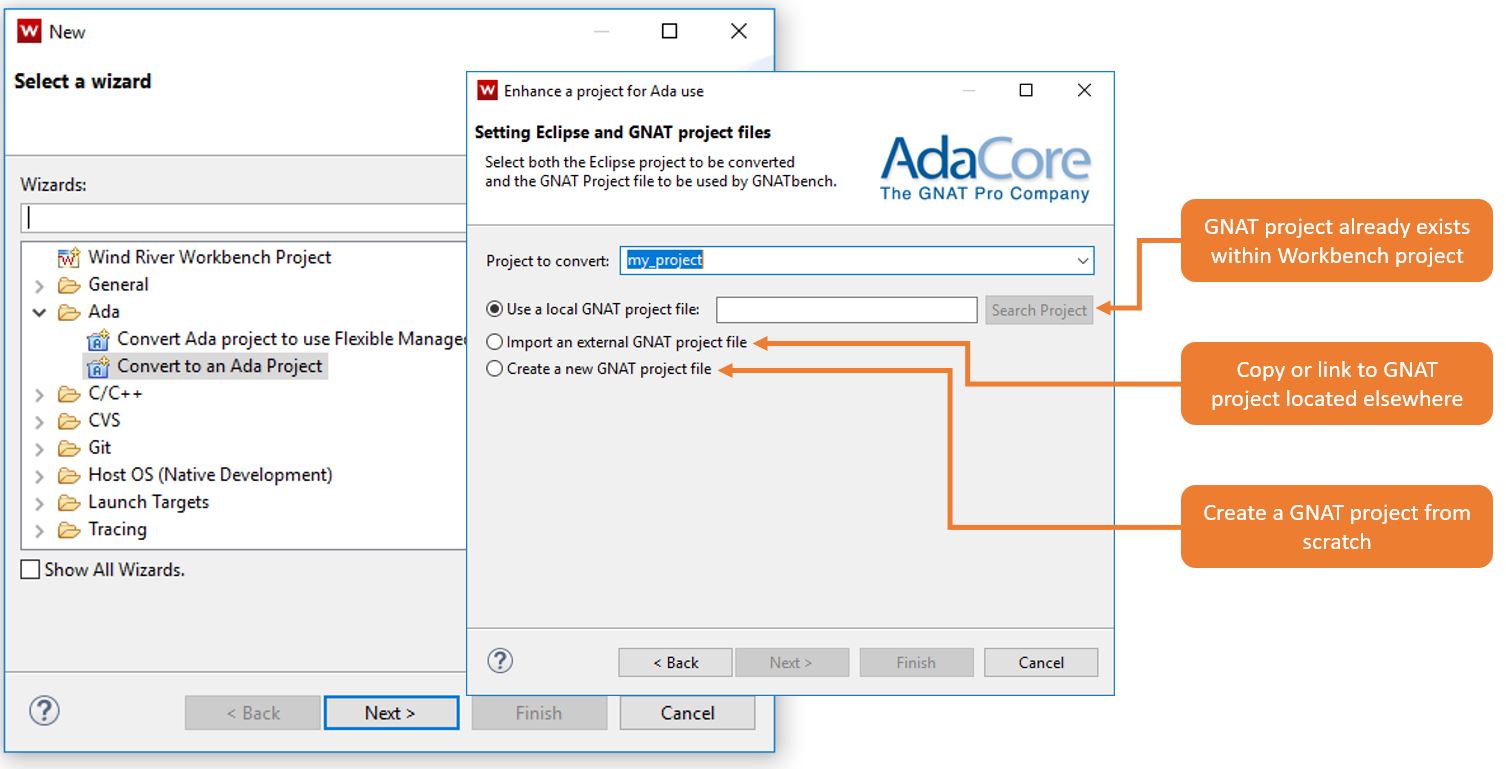 New
Select a wizard
Wizards:
Wind River Workbench Project
General
Ada
Convert Ada project to use Flexible Manage
Convert to an Ada Project
C/C++
CVS
Git
Host OS (Native Development)
Launch Targets
Tracing
Show All Wizards.
< Back
Next >
Finish
Cancel
Enhance a project for Ada use
Setting Eclipse and GNAT project files
Select both the Eclipse project to be converted
and the GNAT Project file to be used by GNATbench.
AdaCore
The GNAT Pro Company
Project to convert:
my_project
Use a local GNAT project file:
Search Project
Import an external GNAT project file
Create a new GNAT project file
< Back
Next >
Finish
Cancel
GNAT project already exists
within Workbench project
Copy or link to GNAT
project located elsewhere
Create a GNAT project from
scratch